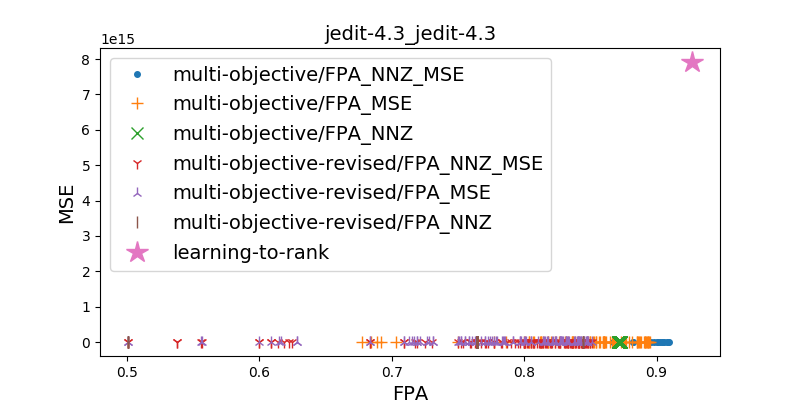 jedit-4.3_jedit-4.3
1e15
8
7
6
5
4
3
2
1
0
MSE
multi-objective/FPA_NNZ_MSE
multi-objective/FPA_MSE
multi-objective/FPA_NNZ
multi-objective-revised/FPA_NNZ_MSE
multi-objective-revised/FPA_MSE
multi-objective-revised/FPA_NNZ
learning-to-rank
0.5 0.6 0.7 0.8 0.9
FPA